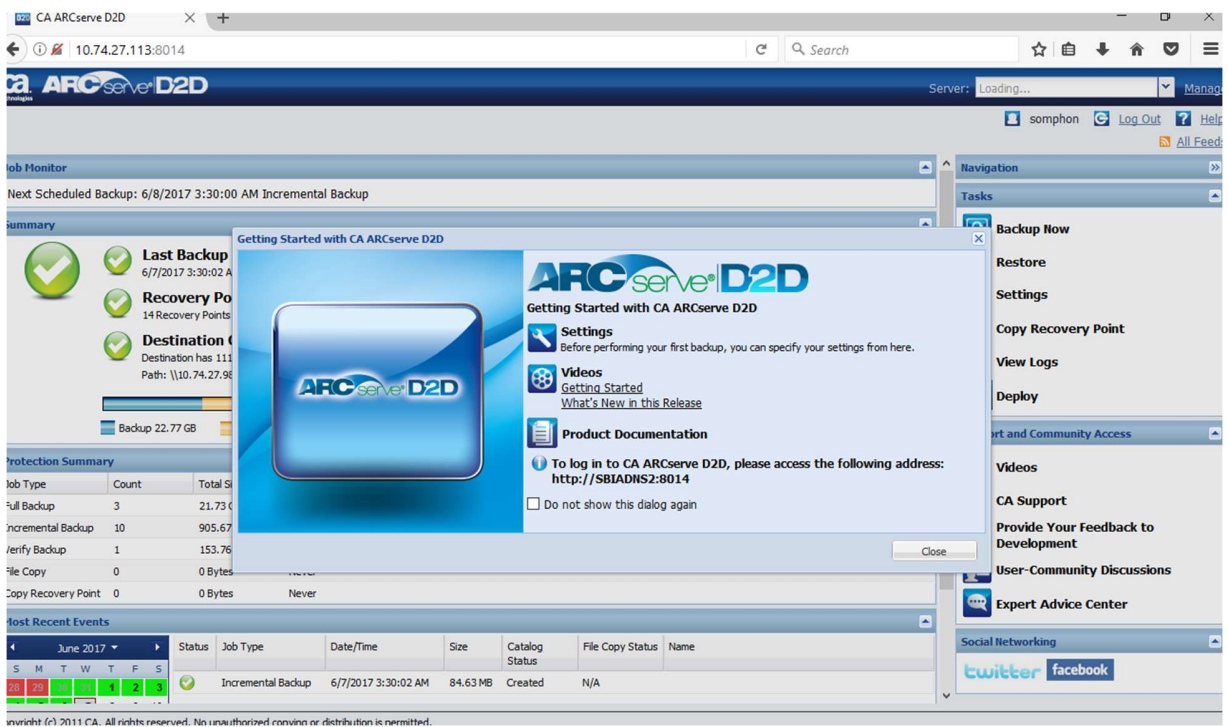 CA ARCserve D2D
10.74.27.113:8014
Search
ca ARCserve® D2D
technologies
Server: Loading...
somphon Log Out Help
Job Monitor
Next Scheduled Backup: 6/8/2017 3:30:00 AM Incremental Backup
Summary
Last Backup
6/7/2017 3:30:02 A
Recovery Po
14 Recovery Points
Destination
Destination has 111
Path: \\10.74.27.98
Backup 22.77 GB
Protection Summary
Job Type Count
Full Backup 3 21.73
Incremental Backup 10 905.67
Verify Backup 1 153.76
File Copy 0 0 Bytes
Copy Recovery Point 0 0 Bytes Never
Most Recent Events
June 2017
S M T W T F S
28 29 30 31 1 2 3
Status Job Type Date/Time Size Catalog Status File Copy Status Name
Incremental Backup 6/7/2017 3:30:02 AM 84.63 MB Created N/A
Copyright (c) 2011 CA. All rights reserved. No unauthorized copying or distribution is permitted.
Getting Started with CA ARCserve D2D
ARCserve® D2D
ARCserve® D2D
Getting Started with CA ARCserve D2D
Settings
Before performing your first backup, you can specify your settings from here.
Videos
Getting Started
What's New in this Release
Product Documentation
To log in to CA ARCserve D2D, please access the following address:
http://SBIADNS2:8014
Do not show this dialog again
Close
Navigation
Tasks
Backup Now
Restore
Settings
Copy Recovery Point
View Logs
Deploy
ort and Community Access
Videos
CA Support
Provide Your Feedback to
Development
User-Community Discussions
Expert Advice Center
Social Networking
twitter facebook